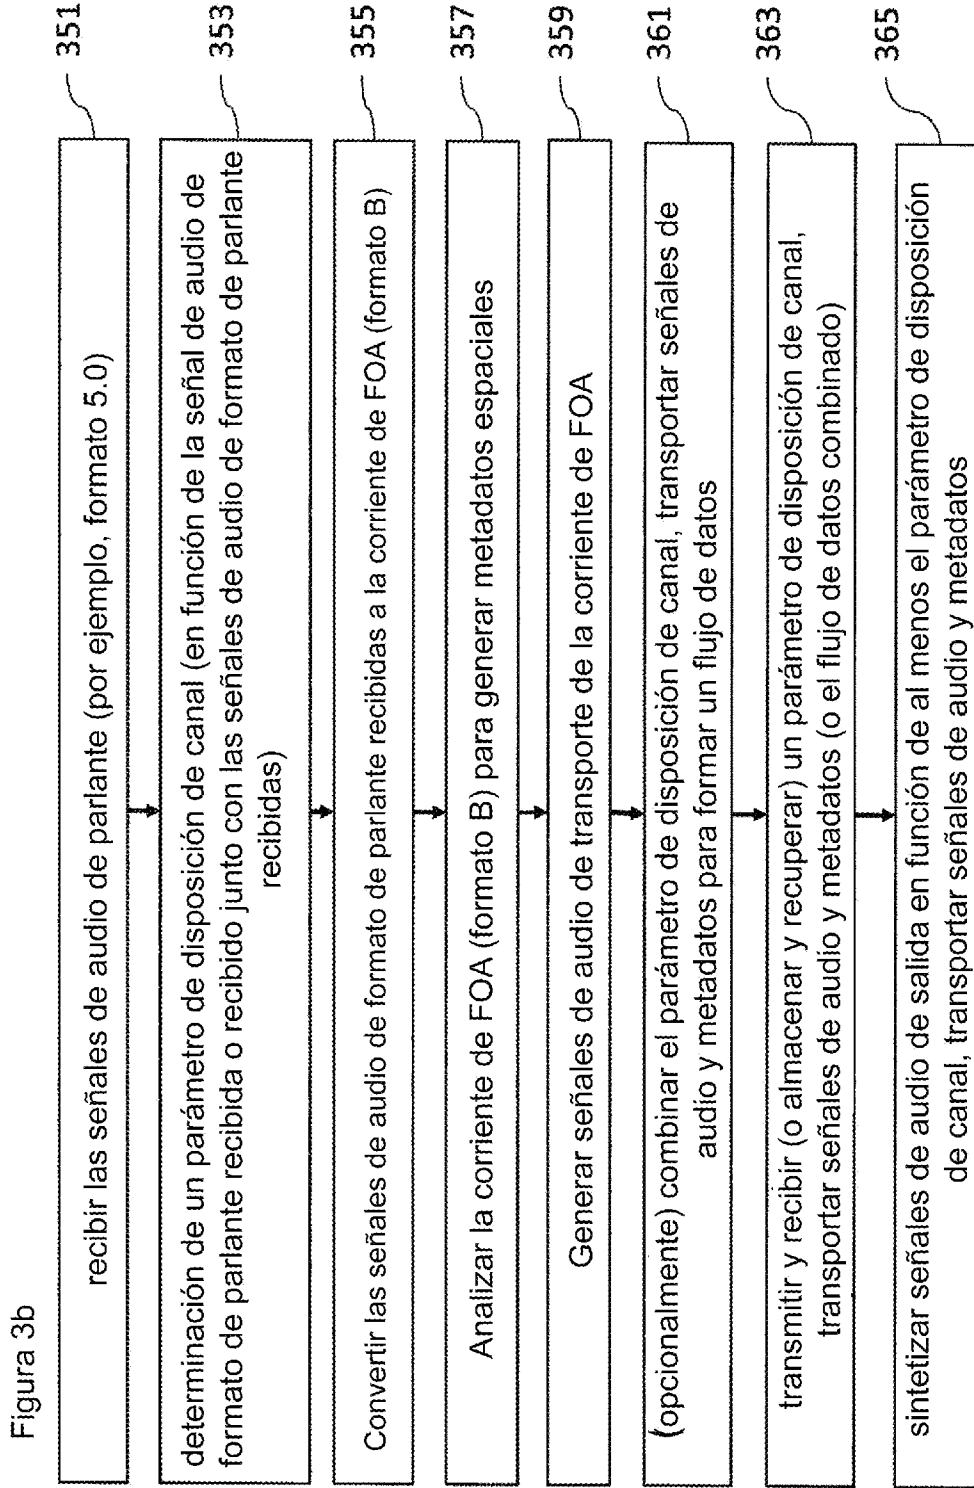 Figura 3b
recibir las señales de audio de parlante (por ejemplo, formato 5.0)
351
determinación de un parámetro de disposición de canal (en función de la señal de audio de
formato de parlante recibida o recibido junto con las señales de audio de formato de parlante
recibidas)
353
Convertir las señales de audio de formato de parlante recibidas a la corriente de FOA (formato B)
355
Analizar la corriente de FOA (formato B) para generar metadatos espaciales
357
Generar señales de audio de transporte de la corriente de FOA
359
(opcionalmente) combinar el parámetro de disposición de canal, transportar señales de
audio y metadatos para formar un flujo de datos
361
transmitir y recibir (o almacenar y recuperar) un parámetro de disposición de canal,
transportar señales de audio y metadatos (o el flujo de datos combinado)
363
sintetizar señales de audio de salida en función de al menos el parámetro de disposición
de canal, transportar señales de audio y metadatos
365